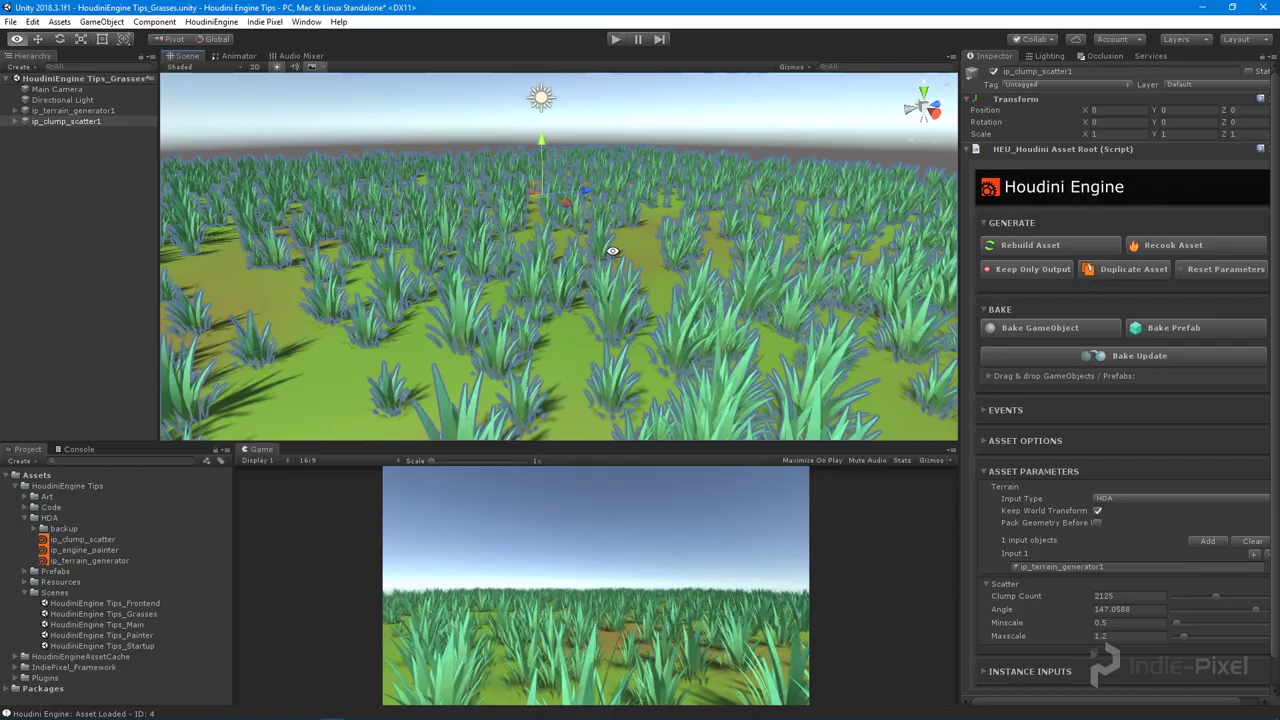 Unity 2018.3.1f1 - HoudiniEngine Tips_Grasses.unity - Houdini Engine Tips - PC, Mac & Linux Standalone* <DX11>
File Edit Assets GameObject Component HoudiniEngine Indie Pixel Window Help
Pivot Global Collab Account Layers Layout
Hierarchy
Create All
HoudiniEngine Tips_Grasses*
Main Camera
Directional Light
ip_terrain_generator1
ip_clump_scatter1
Scene Animator Audio Mixer
Shaded 2D Gizmos All
Inspector Lighting Occlusion Services
ip_clump_scatter1 Stat
Tag Untagged Layer Default
Transform
Position X 0 Y 0 Z 0
Rotation X 0 Y 0 Z 0
Scale X 1 Y 1 Z 1
HEU_Houdini Asset Root (Script)
Houdini Engine
GENERATE
Rebuild Asset Recook Asset
Keep Only Output Duplicate Asset Reset Parameters
BAKE
Bake GameObject Bake Prefab
Bake Update
Drag & drop GameObjects / Prefabs:
EVENTS
ASSET OPTIONS
ASSET PARAMETERS
Terrain
Input Type HDA
Keep World Transform
Pack Geometry Before
1 input objects Add Clear
Input 1 +
ip_terrain_generator1
Scatter
Clump Count 2125
Angle 147.0588
Minscale 0.5
Maxscale 1.2
INSTANCE INPUTS
Indie-Pixel
Project Console
Create
Assets
HoudiniEngine Tips
Art
Code
HDA
backup
ip_clump_scatter
ip_engine_painter
ip_terrain_generator
Prefabs
Resources
Scenes
HoudiniEngine Tips_Frontend
HoudiniEngine Tips_Grasses
HoudiniEngine Tips_Main
HoudiniEngine Tips_Painter
HoudiniEngine Tips_Startup
HoudiniEngineAssetCache
IndiePixel_Framework
Plugins
Packages
Game
Display 1 16:9 Scale 1x Maximize On Play Mute Audio Stats Gizmos
Houdini Engine: Asset Loaded - ID: 4